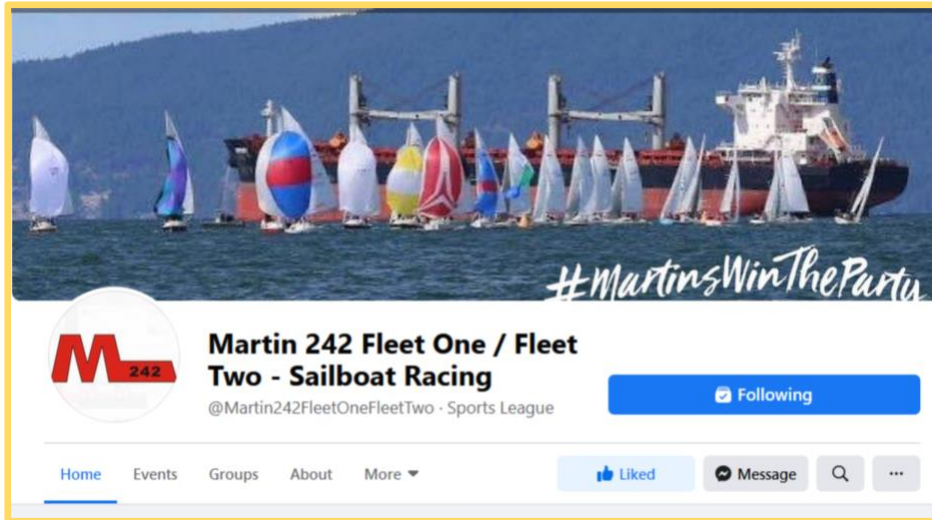 #MartinsWinTheParty
M 242
Martin 242 Fleet One / Fleet
Two - Sailboat Racing
@Martin242FleetOneFleetTwo · Sports League
Following
Home Events Groups About More
Liked Message